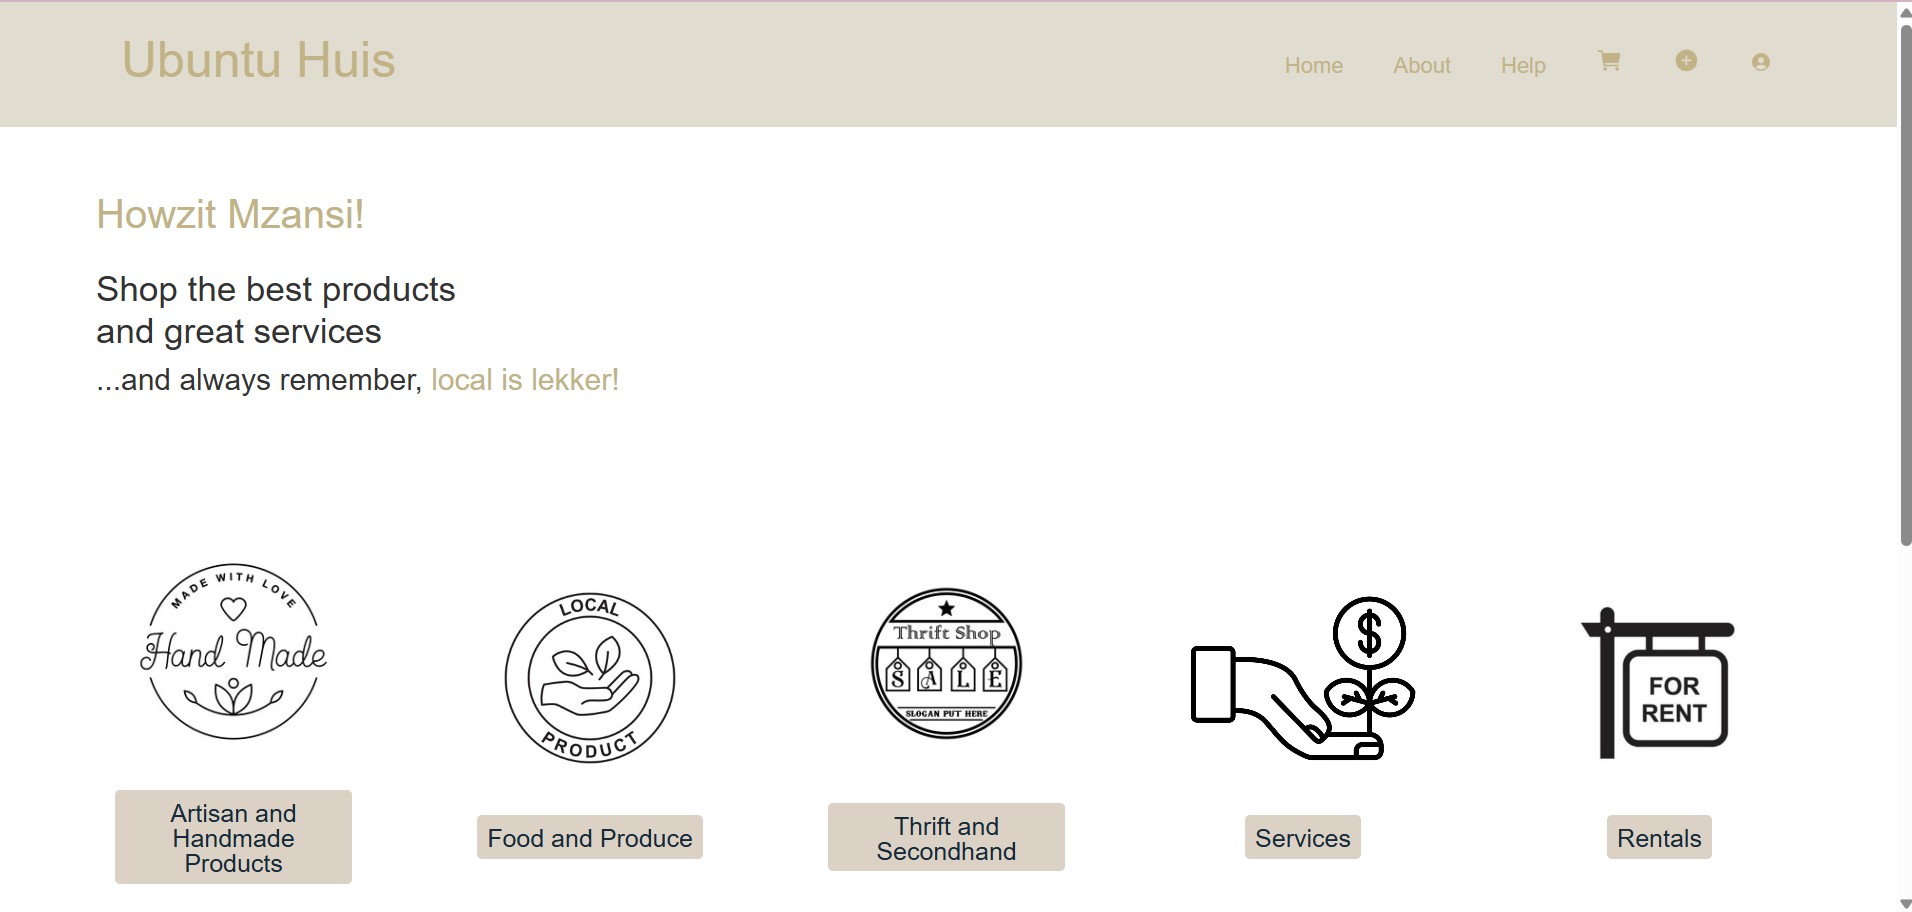 Ubuntu Huis
Home
About
Help
Howzit Mzansi!
Shop the best products
and great services
...and always remember, local is lekker!
MADE WITH LOVE
Hand Made
LOCAL
PRODUCT
Thrift Shop
SALE
SLOGAN PUT HERE
$
FOR
RENT
Artisan and
Handmade
Products
Food and Produce
Thrift and
Secondhand
Services
Rentals